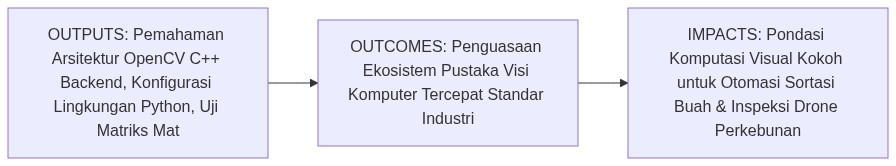 OUTPUTS: Pemahaman
Arsitektur OpenCV C++
Backend, Konfigurasi
Lingkungan Python, Uji
Matriks Mat
OUTCOMES: Penguasaan
Ekosistem Pustaka Visi
Komputer Tercepat Standar
Industri
IMPACTS: Pondasi
Komputasi Visual Kokoh
untuk Otomasi Sortasi
Buah & Inspeksi Drone
Perkebunan